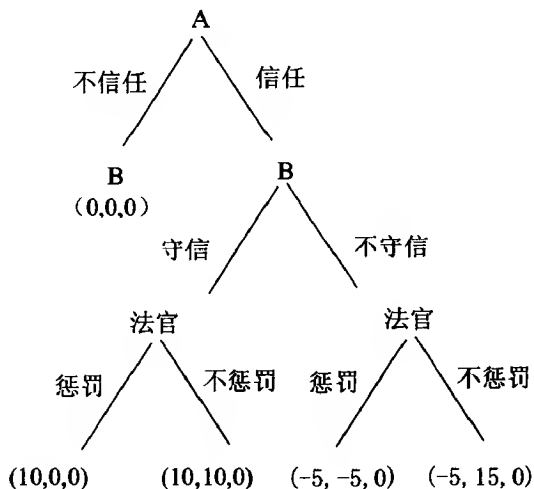 A
不信任 信任
B B
(0,0,0)
守信 不守信
法官 法官
惩罚 不惩罚 惩罚 不惩罚
(10,0,0) (10,10,0) (-5, -5, 0) (-5, 15, 0)